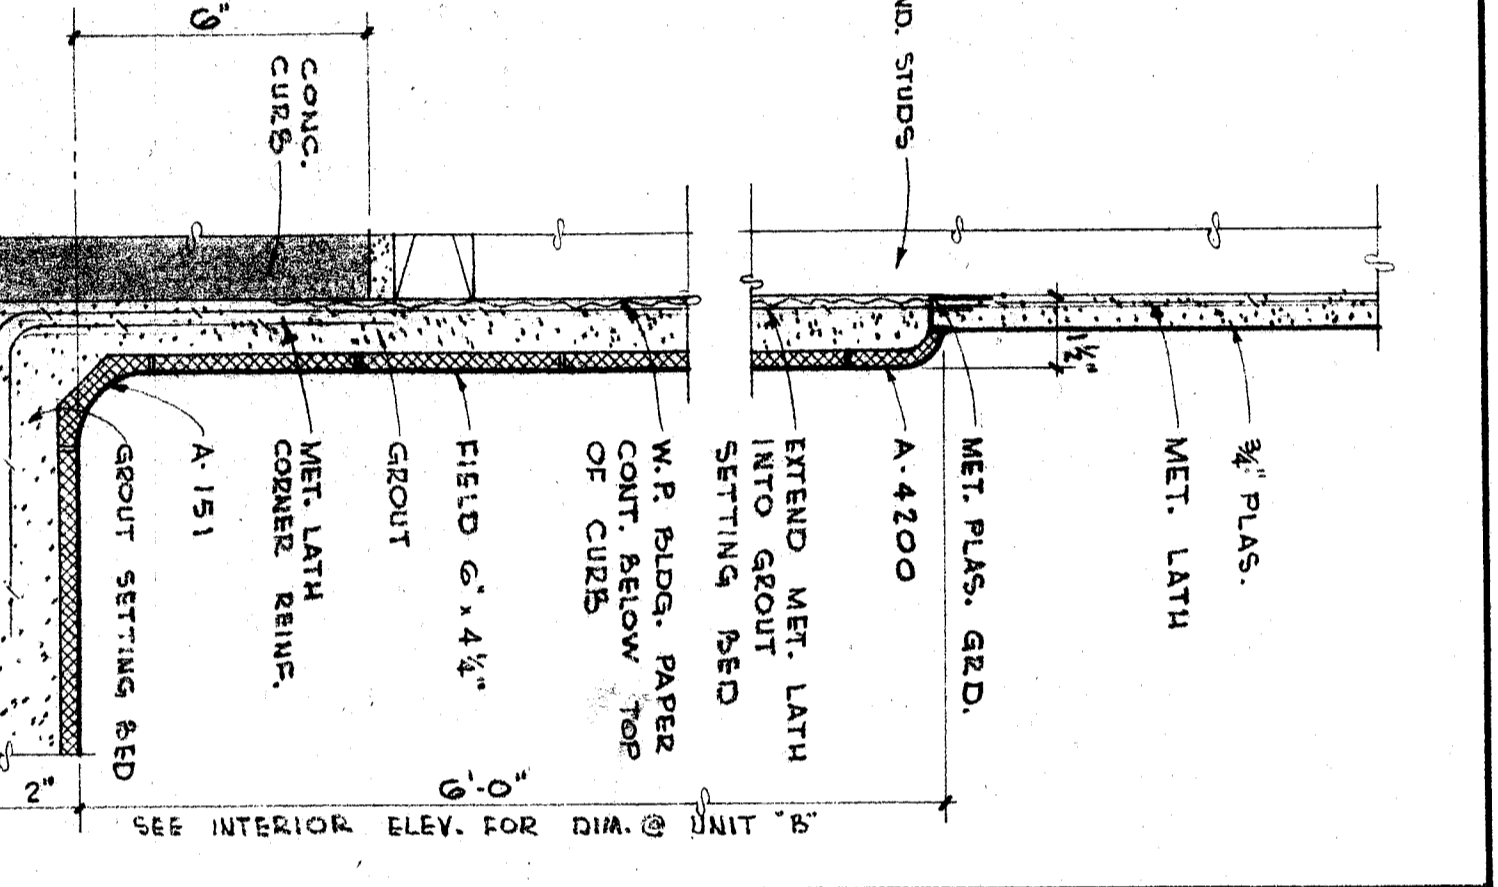 6"
CONC.
CURB
ND. STUDS
¾" PLAS.
MET. LATH
1½"
MET. PLAS. GRD.
A-4200
EXTEND MET. LATH
INTO GROUT
SETTING BED
W.P. BLDG. PAPER
CONT. BELOW TOP
OF CURB
FIELD 6" x 4¼"
GROUT
MET. LATH
CORNER REINF.
A-151
GROUT SETTING BED
6'-0"
2"
SEE INTERIOR ELEV. FOR DIM. @ UNIT "B"